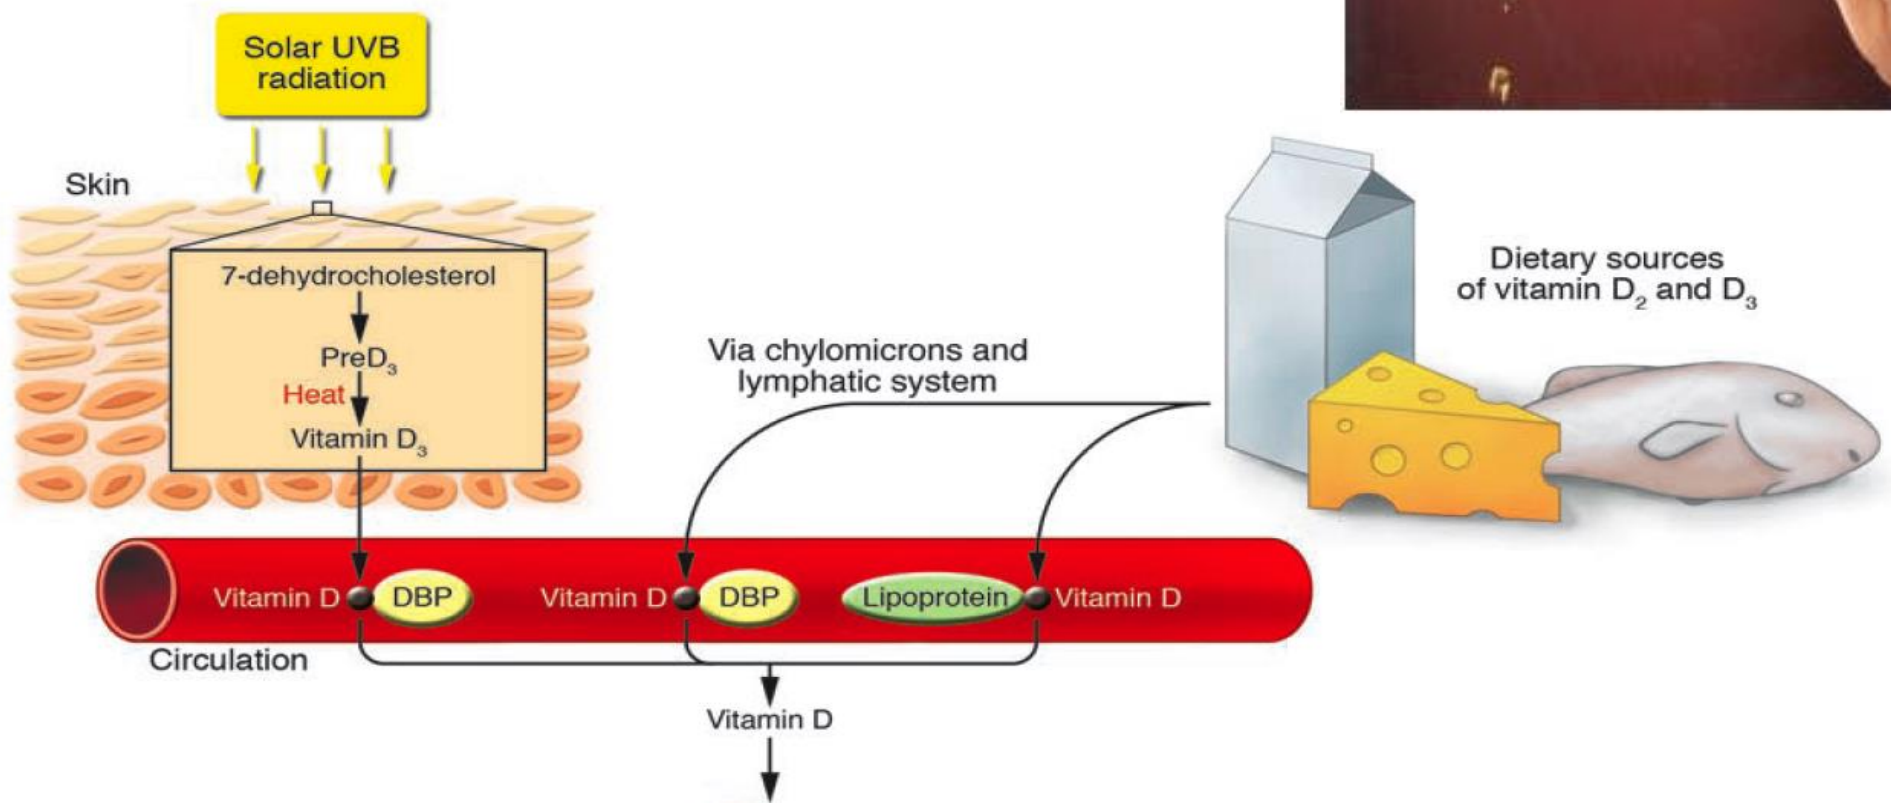 Solar UVB
radiation
Skin
7-dehydrocholesterol
PreD₃
Heat
Vitamin D₃
Via chylomicrons and
lymphatic system
Dietary sources
of vitamin D₂ and D₃
Vitamin D DBP Vitamin D DBP Lipoprotein Vitamin D
Circulation
Vitamin D